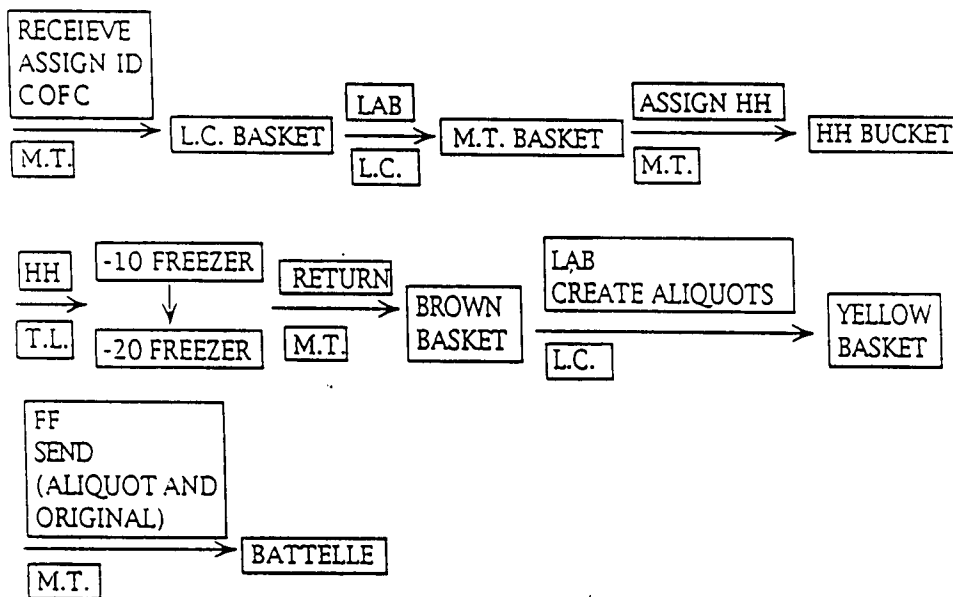 RECEIEVE
ASSIGN ID
COFC
M.T.
L.C. BASKET
LAB
L.C.
M.T. BASKET
ASSIGN HH
M.T.
HH BUCKET
HH
T.L.
-10 FREEZER
-20 FREEZER
RETURN
M.T.
BROWN
BASKET
LAB
CREATE ALIQUOTS
L.C.
YELLOW
BASKET
FF
SEND
(ALIQUOT AND
ORIGINAL)
M.T.
BATTELLE